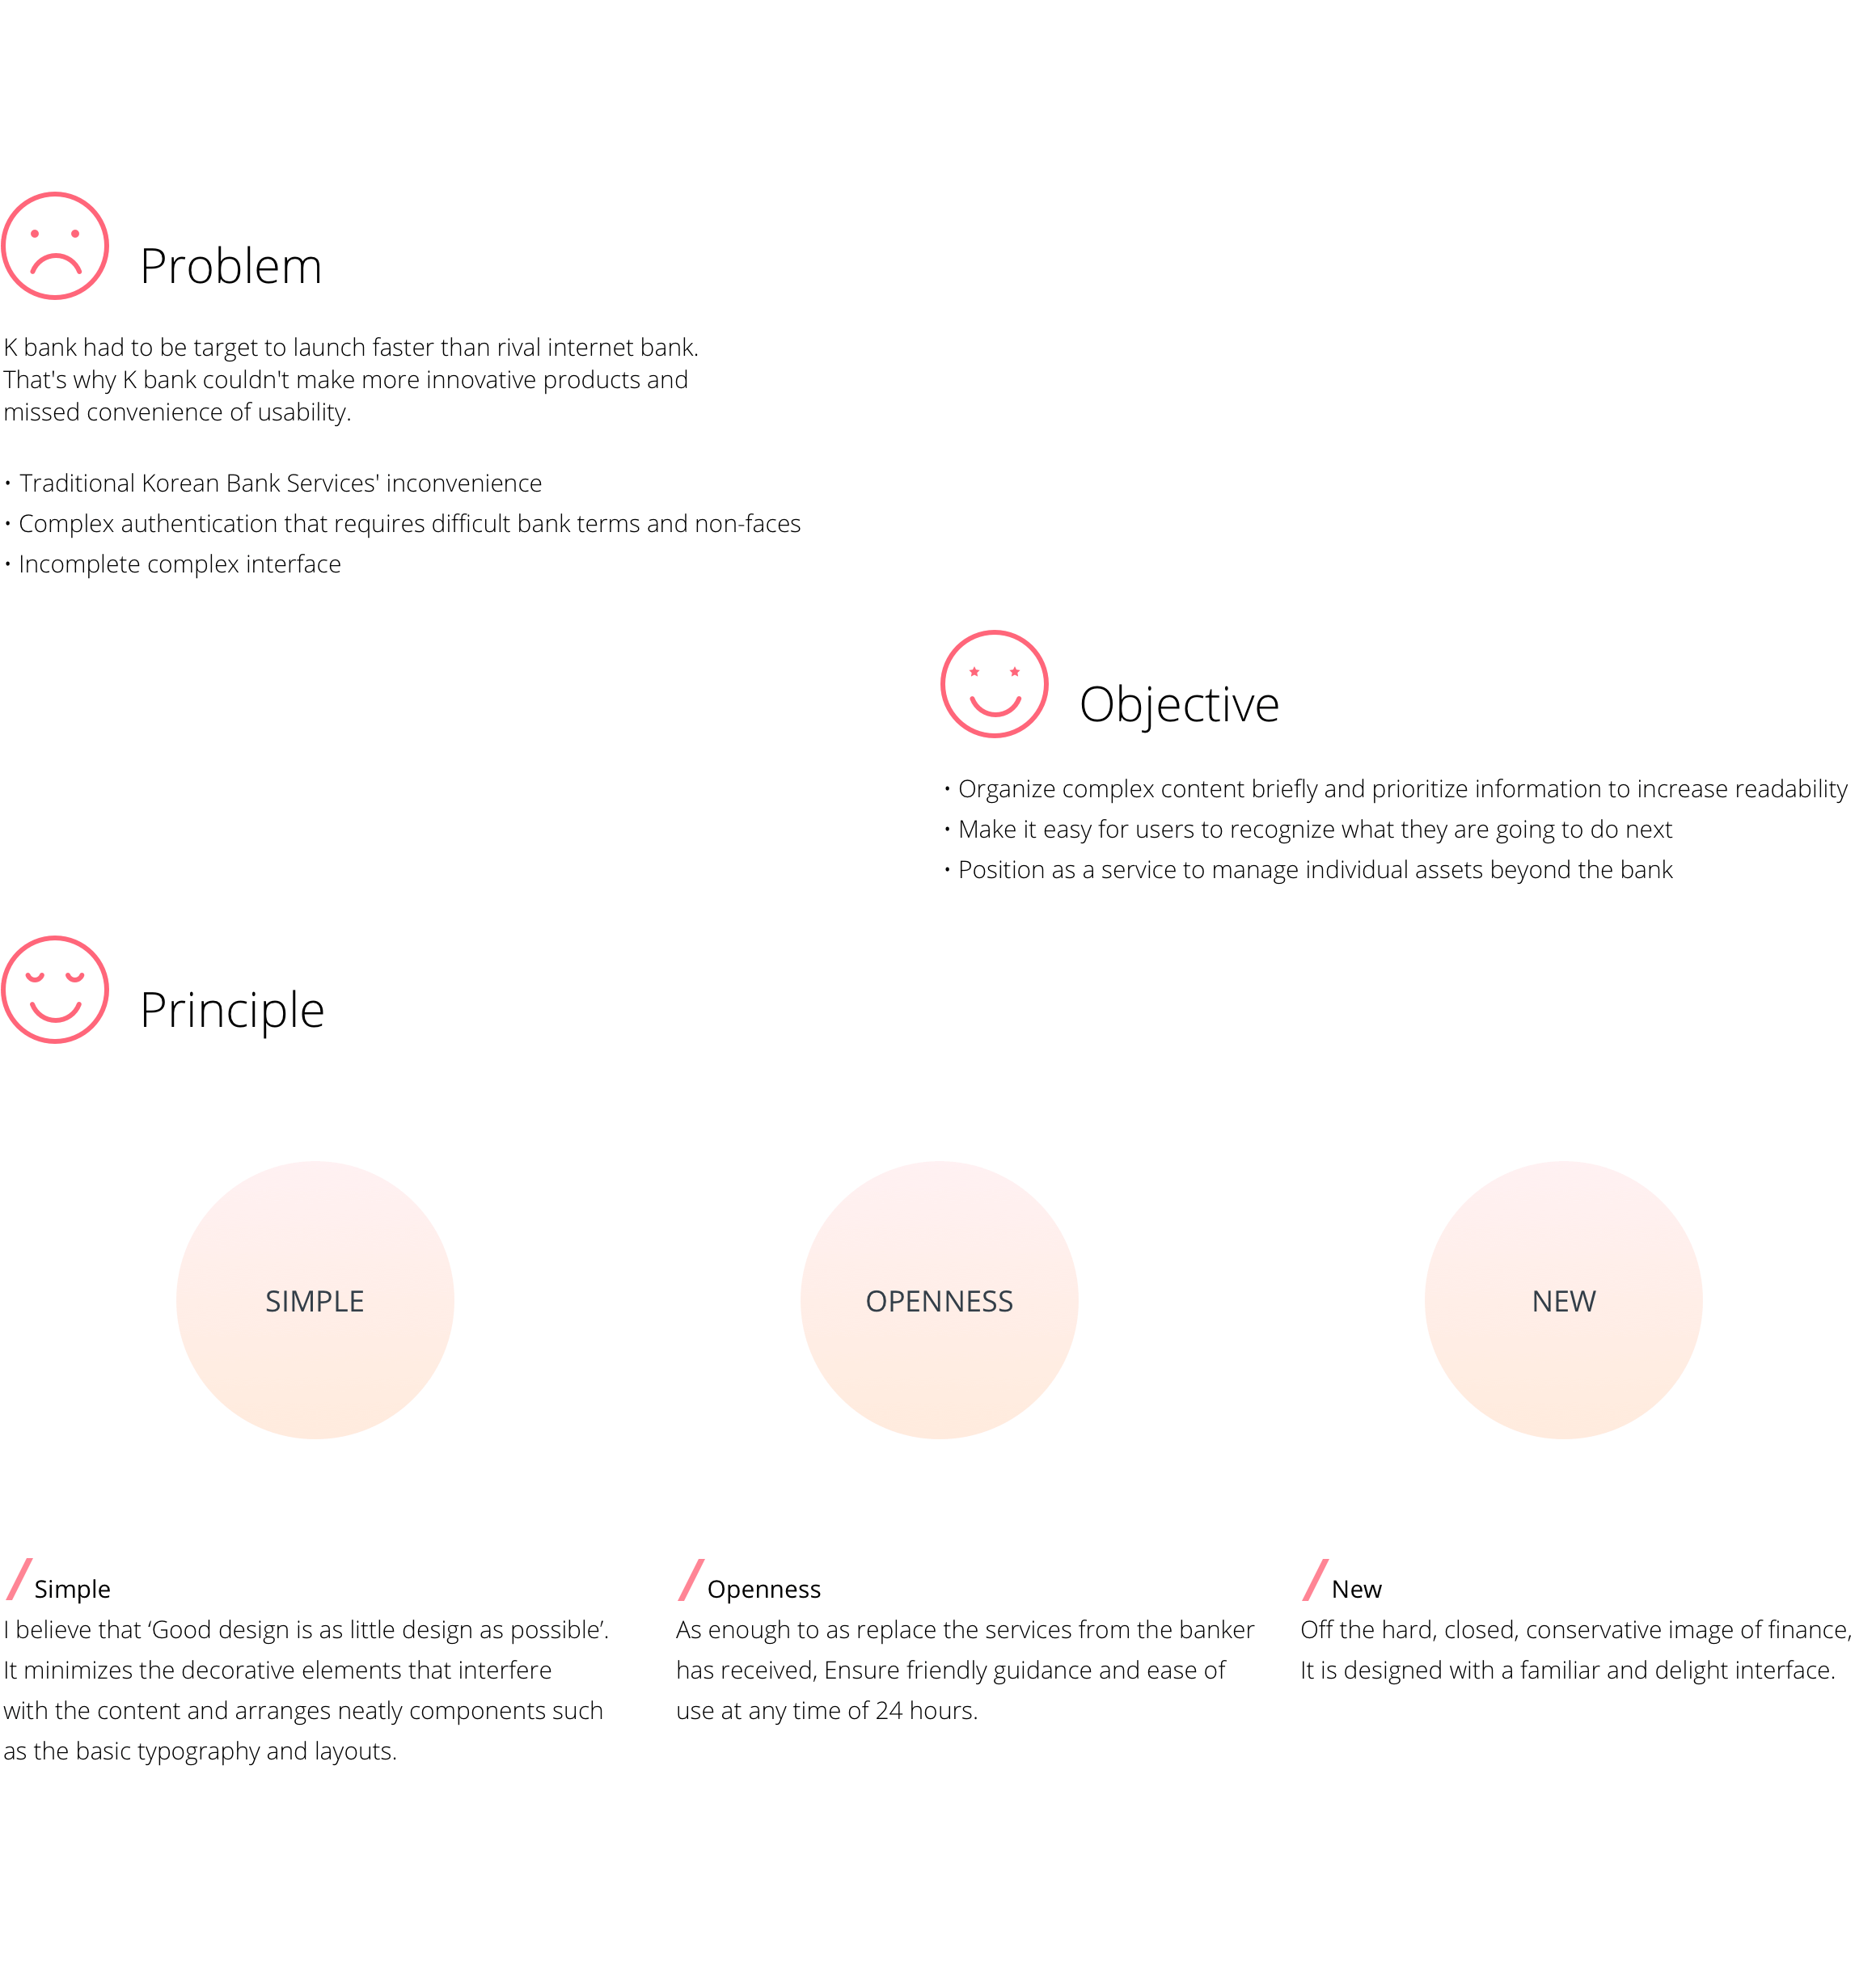 Problem
K bank had to be target to launch faster than rival internet bank.
That's why K bank couldn't make more innovative products and
missed convenience of usability.
• Traditional Korean Bank Services' inconvenience
• Complex authentication that requires difficult bank terms and non-faces
• Incomplete complex interface
Objective
• Organize complex content briefly and prioritize information to increase readability
• Make it easy for users to recognize what they are going to do next
• Position as a service to manage individual assets beyond the bank
Principle
SIMPLE
OPENNESS
NEW
Simple
I believe that ‘Good design is as little design as possible’.
It minimizes the decorative elements that interfere
with the content and arranges neatly components such
as the basic typography and layouts.
Openness
As enough to as replace the services from the banker
has received, Ensure friendly guidance and ease of
use at any time of 24 hours.
New
Off the hard, closed, conservative image of finance,
It is designed with a familiar and delight interface.